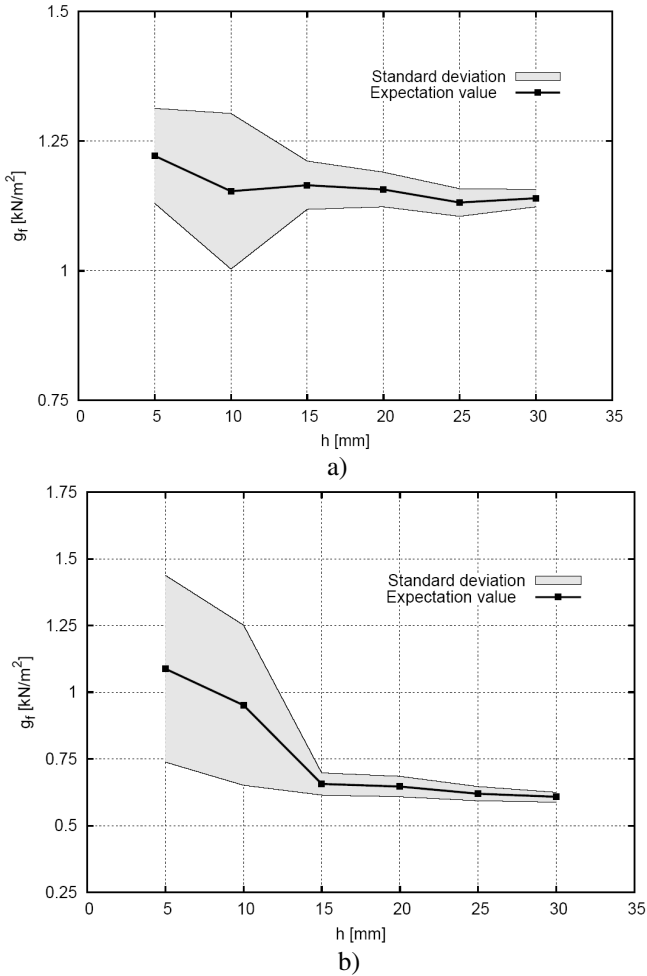 1.5
1.25
1
0.75
g_f [kN/m²]
Standard deviation
Expectation value
0 5 10 15 20 25 30 35
h [mm]
a)
1.75
1.5
1.25
1
0.75
0.5
0.25
g_f [kN/m²]
Standard deviation
Expectation value
0 5 10 15 20 25 30 35
h [mm]
b)